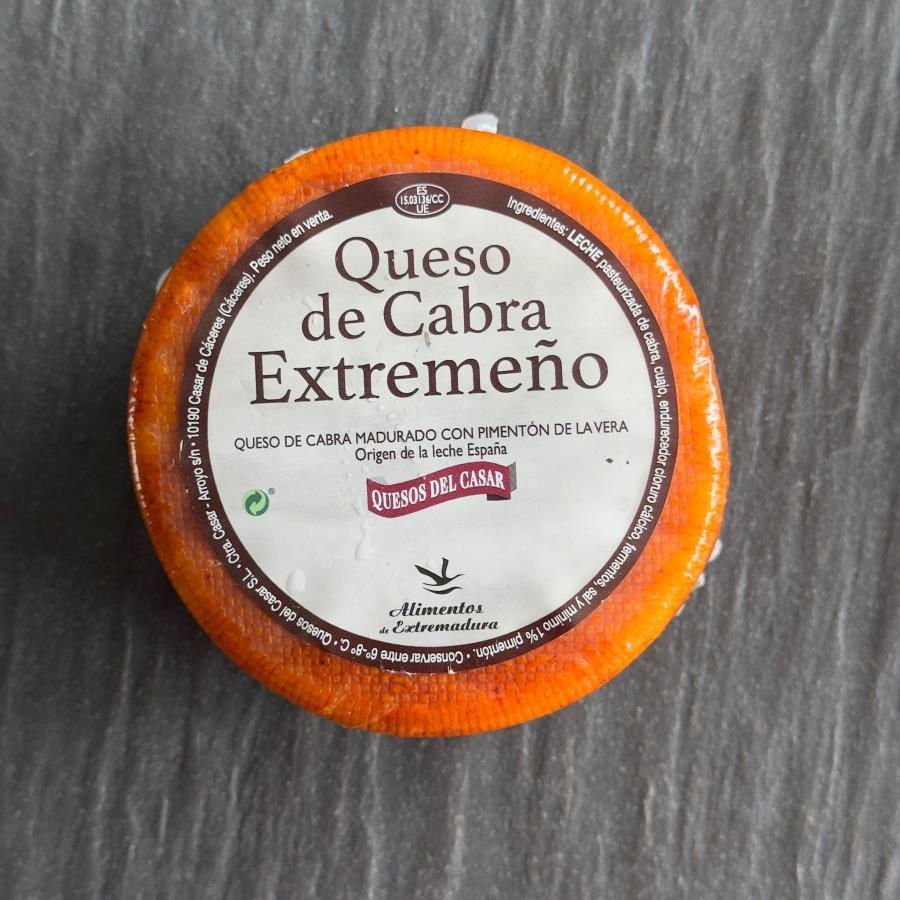 ES
15.03136/CC
UE
Queso
de Cabra
Extremeño
QUESO DE CABRA MADURADO CON PIMENTÓN DE LA VERA
Origen de la leche España
QUESOS DEL CASAR
®
Alimentos
de Extremadura
Ingredientes: LECHE pasteurizada de cabra, cuajo, endurecedor cloruro cálcico, fermentos, sal y mínimo 1% pimentón. • Conservar entre 6º-8º C. • Quesos del Casar S.L. • Ctra. Casar - Arroyo s/n • 10190 Casar de Cáceres (Cáceres). Peso neto en venta.